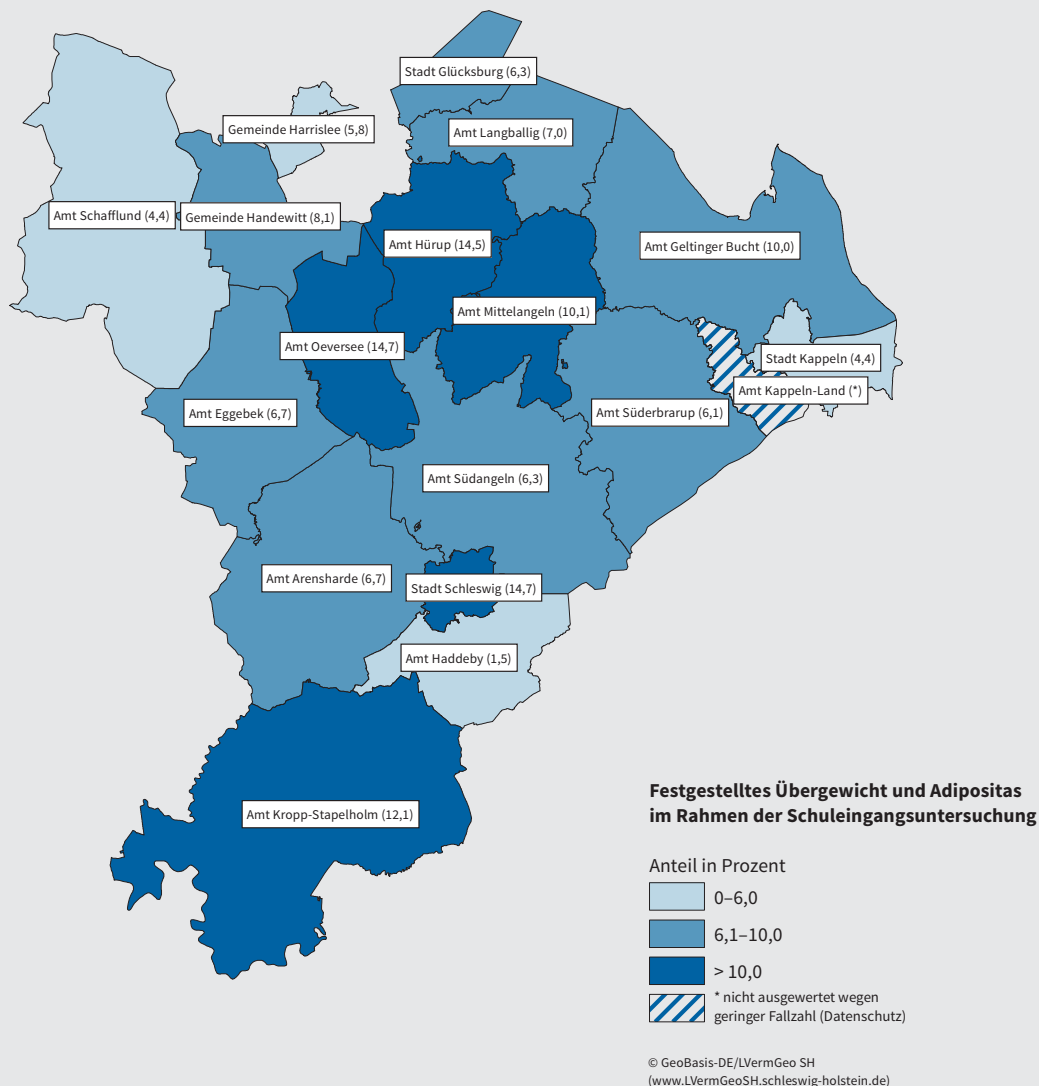 Stadt Glücksburg (6,3)
Gemeinde Harrislee (5,8)
Amt Langballig (7,0)
Amt Schafflund (4,4)
Gemeinde Handewitt (8,1)
Amt Hürup (14,5)
Amt Geltinger Bucht (10,0)
Amt Mittelangeln (10,1)
Amt Oeversee (14,7)
Stadt Kappeln (4,4)
Amt Kappeln-Land (*)
Amt Eggebek (6,7)
Amt Süderbrarup (6,1)
Amt Südangeln (6,3)
Amt Arensharde (6,7)
Stadt Schleswig (14,7)
Amt Haddeby (1,5)
Amt Kropp-Stapelholm (12,1)
Festgestelltes Übergewicht und Adipositas
im Rahmen der Schuleingangsuntersuchung
Anteil in Prozent
0–6,0
6,1–10,0
> 10,0
* nicht ausgewertet wegen
geringer Fallzahl (Datenschutz)
© GeoBasis-DE/LVermGeo SH
(www.LVermGeoSH.schleswig-holstein.de)